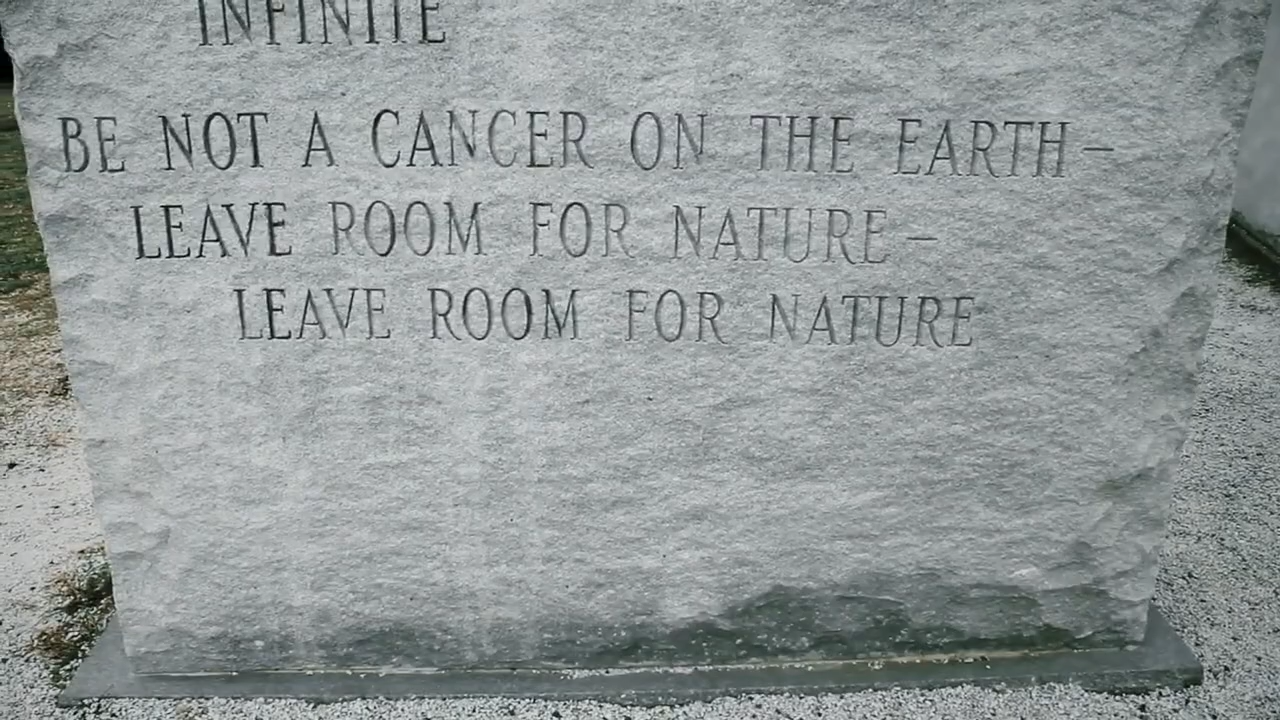 INFINITE
BE NOT A CANCER ON THE EARTH –
LEAVE ROOM FOR NATURE –
LEAVE ROOM FOR NATURE